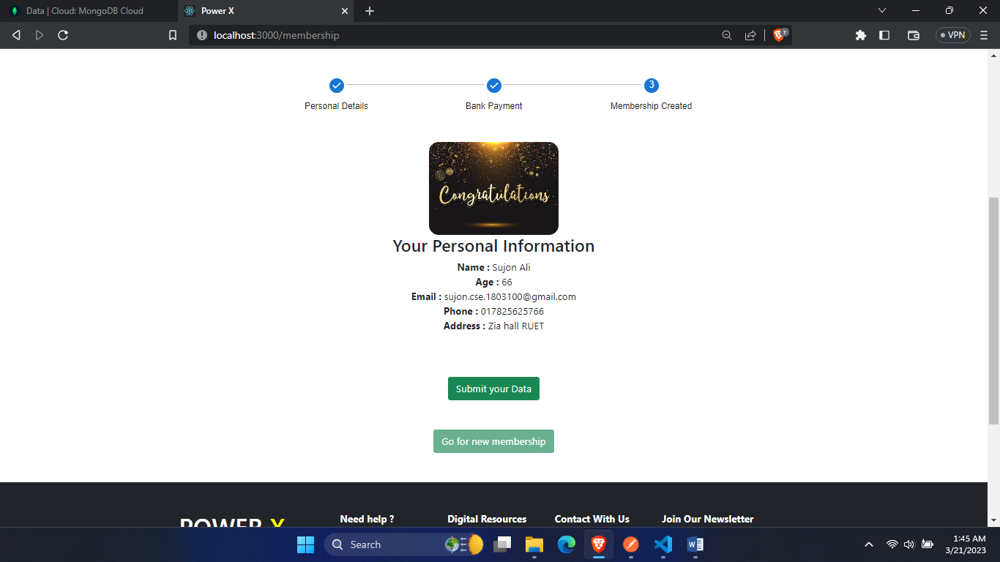 Data | Cloud: MongoDB Cloud
Power X
localhost:3000/membership
7
VPN
3
Personal Details
Bank Payment
Membership Created
Congratulations
Your Personal Information
Name : Sujon Ali
Age : 66
Email : sujon.cse.1803100@gmail.com
Phone : 017825625766
Address : Zia hall RUET
Submit your Data
Go for new membership
POWER X
Need help ?
Digital Resources
Contact With Us
Join Our Newsletter
Search
1:45 AM
3/21/2023